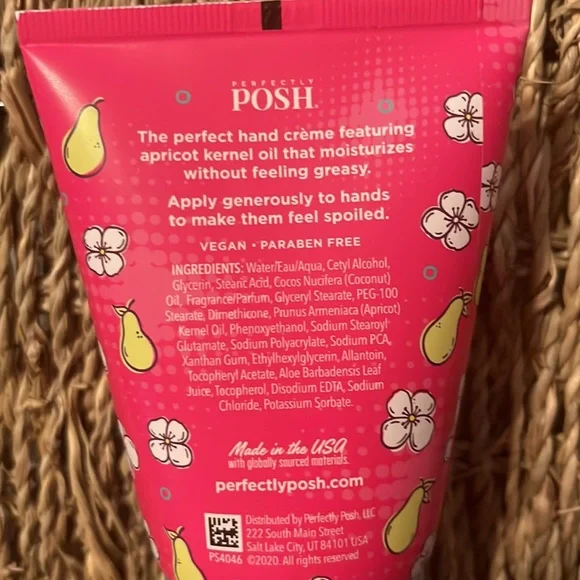 PERFECTLY
POSH®
The perfect hand crème featuring
apricot kernel oil that moisturizes
without feeling greasy.
Apply generously to hands
to make them feel spoiled.
VEGAN • PARABEN FREE
INGREDIENTS: Water/Eau/Aqua, Cetyl Alcohol,
Glycerin, Stearic Acid, Cocos Nucifera (Coconut)
Oil, Fragrance/Parfum, Glyceryl Stearate, PEG-100
Stearate, Dimethicone, Prunus Armeniaca (Apricot)
Kernel Oil, Phenoxyethanol, Sodium Stearoyl
Glutamate, Sodium Polyacrylate, Sodium PCA,
Xanthan Gum, Ethylhexylglycerin, Allantoin,
Tocopheryl Acetate, Aloe Barbadensis Leaf
Juice, Tocopherol, Disodium EDTA, Sodium
Chloride, Potassium Sorbate.
Made in the USA
with globally sourced materials.
perfectlyposh.com
Distributed by Perfectly Posh, LLC
222 South Main Street
Salt Lake City, UT 84101 USA
PS4046 ©2020. All rights reserved